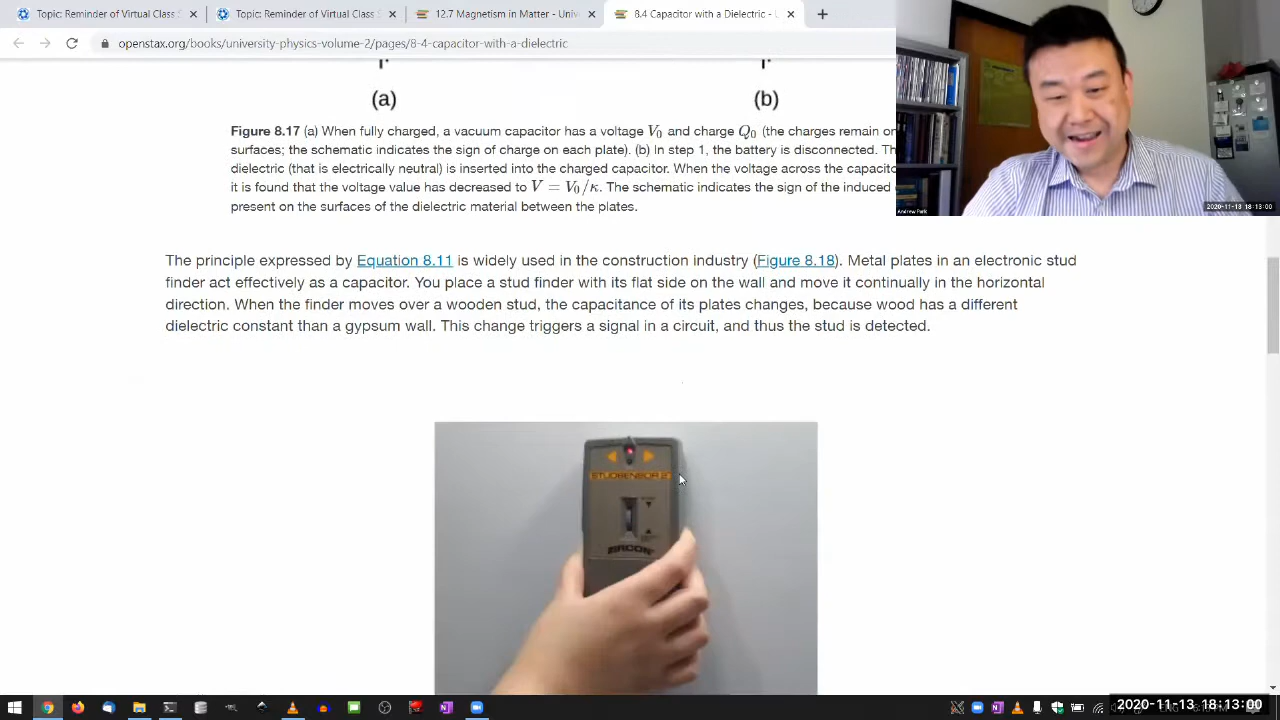 Topic: Reminder of Virtual Class S
Topic: Reminder of Virtual Class S
12.7 Magnetism in Matter - Univ
8.4 Capacitor with a Dielectric -
openstax.org/books/university-physics-volume-2/pages/8-4-capacitor-with-a-dielectric
(a)
(b)
Figure 8.17 (a) When fully charged, a vacuum capacitor has a voltage V0 and charge Q0 (the charges remain on
surfaces; the schematic indicates the sign of charge on each plate). (b) In step 1, the battery is disconnected. Th
dielectric (that is electrically neutral) is inserted into the charged capacitor. When the voltage across the capacito
it is found that the voltage value has decreased to V = V0/κ. The schematic indicates the sign of the induced
present on the surfaces of the dielectric material between the plates.
Andrew Park
2020-11-13 18:13:00
The principle expressed by Equation 8.11 is widely used in the construction industry (Figure 8.18). Metal plates in an electronic stud
finder act effectively as a capacitor. You place a stud finder with its flat side on the wall and move it continually in the horizontal
direction. When the finder moves over a wooden stud, the capacitance of its plates changes, because wood has a different
dielectric constant than a gypsum wall. This change triggers a signal in a circuit, and thus the stud is detected.
STUDSENSOR
ZIRCON
2020-11-13 18:13:00